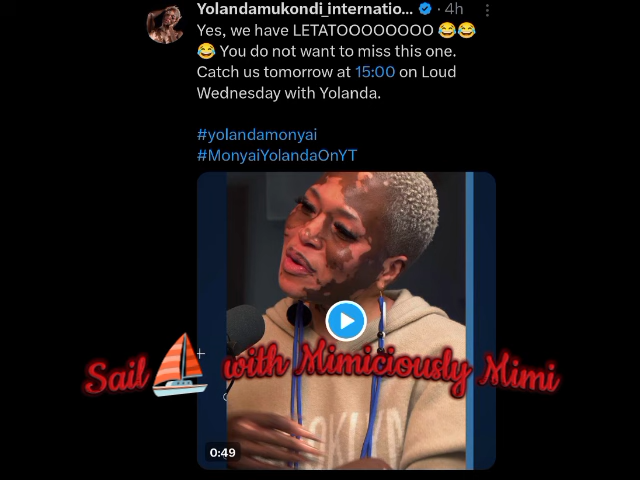 Yolandamukondi_internatio... · 4h
Yes, we have LETATOOOOOOOO 😂😂
😂 You do not want to miss this one.
Catch us tomorrow at 15:00 on Loud
Wednesday with Yolanda.
#yolandamonyai
#MonyaiYolandaOnYT
Sail with Mimiciously Mimi
0:49